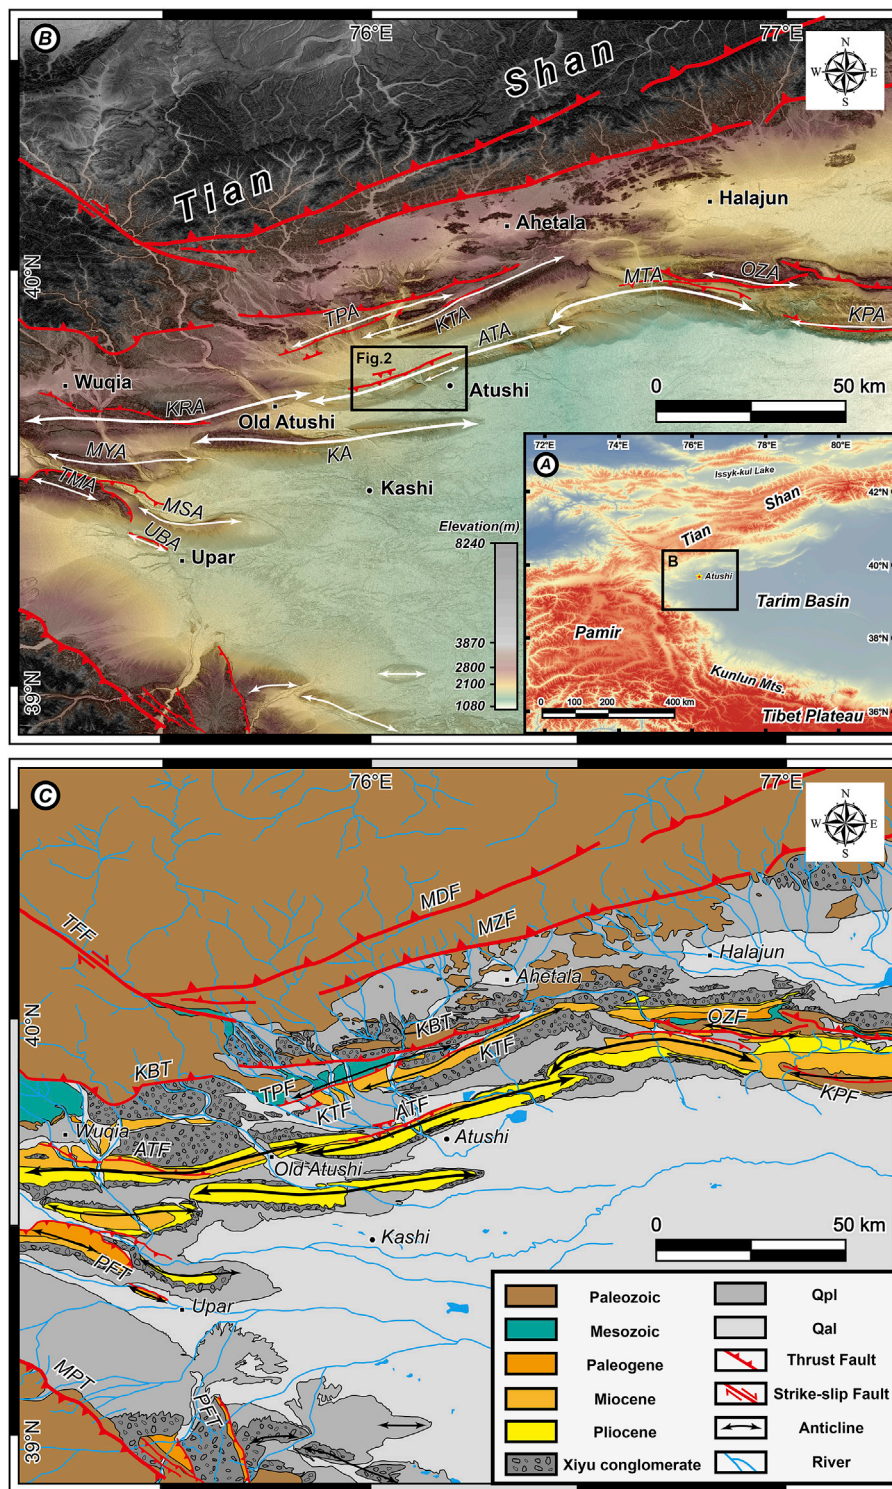 B
76°E
77°E
N
W
E
S
Tian Shan
Halajun
Ahetala
40°N
MTA
OZA
TPA
KTA
ATA
KPA
Fig.2
Wuqia
Atushi
0
50 km
KRA
Old Atushi
MYA
KA
TMA
Kashi
MSA
UBA
Upar
Elevation(m)
8240
3870
2800
2100
1080
39°N
A
72°E
74°E
76°E
78°E
80°E
Issyk-kul Lake
42°N
Tian Shan
B
40°N
Atushi
Tarim Basin
Pamir
38°N
Kunlun Mts.
0 100 200 400 km
36°N
Tibet Plateau
C
76°E
77°E
N
W
E
S
MDF
TFF
MZF
Halajun
Ahetala
40°N
KBT
OZF
KBT
KTF
TPF
KTF
ATF
KPF
Wuqia
ATF
Atushi
Old Atushi
0
50 km
Kashi
PFT
Upar
MPT
PFT
39°N
Paleozoic
Qpl
Mesozoic
Qal
Paleogene
Thrust Fault
Miocene
Strike-slip Fault
Pliocene
Anticline
Xiyu conglomerate
River